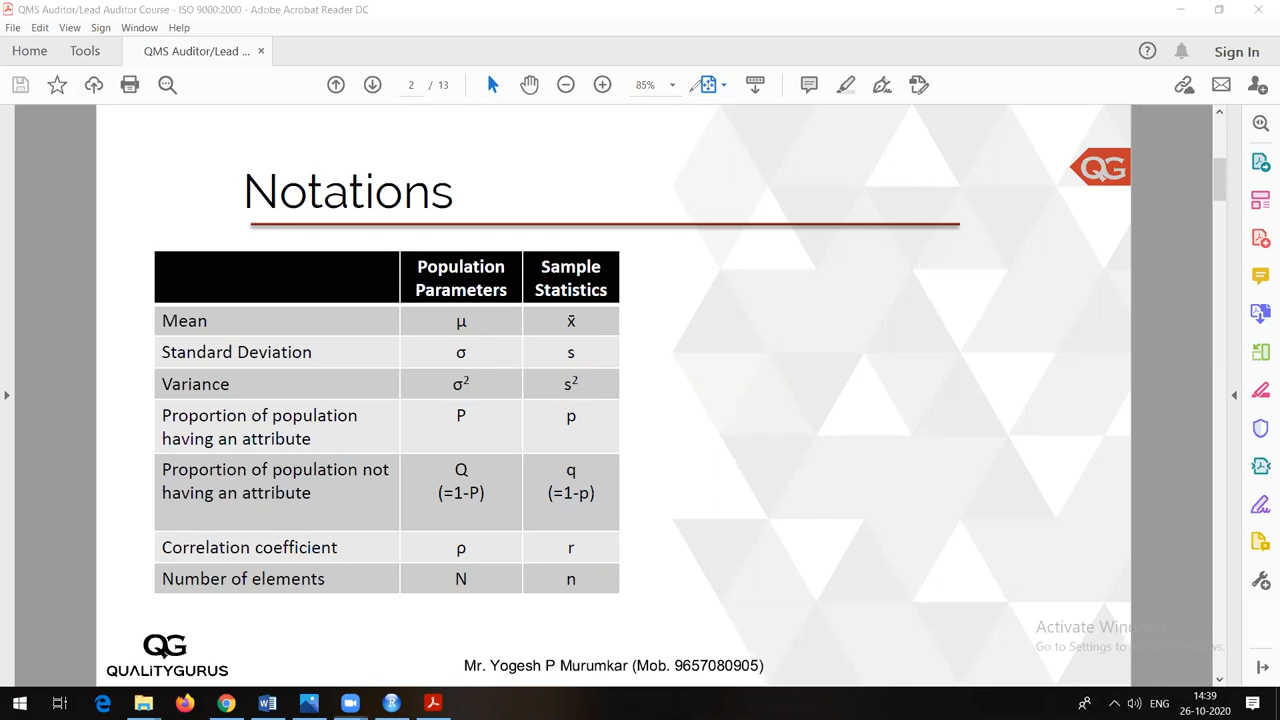 QMS Auditor/Lead Auditor Course - ISO 9000:2000 - Adobe Acrobat Reader DC
File Edit View Sign Window Help
Home Tools QMS Auditor/Lead ... × Sign In
2 / 13 85%
QG
Notations
Population Parameters Sample Statistics
Mean μ x̄
Standard Deviation σ s
Variance σ² s²
Proportion of population P p
having an attribute
Proportion of population not Q q
having an attribute (=1-P) (=1-p)
Correlation coefficient ρ r
Number of elements N n
Activate Windows
Go to Settings to activate Windows.
QG
QUALiTYGURUS
Mr. Yogesh P Murumkar (Mob. 9657080905)
ENG
14:39
26-10-2020